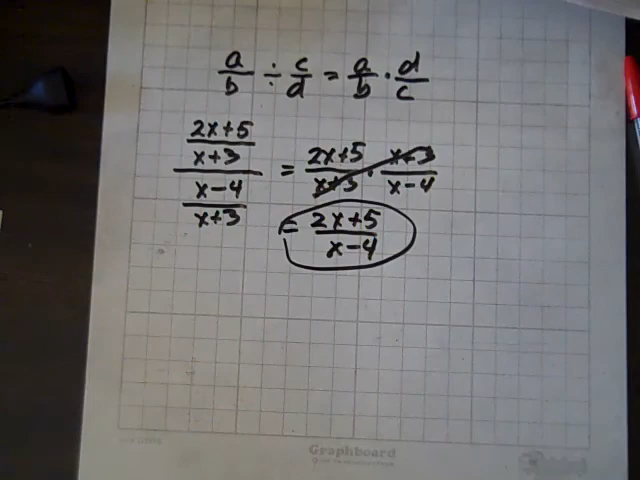 a/b ÷ c/d = a/b · d/c
(2x+5)/(x+3) / (x-4)/(x+3) = (2x+5)/(x+3) · (x+3)/(x-4)
= (2x+5)/(x-4)
Graphboard